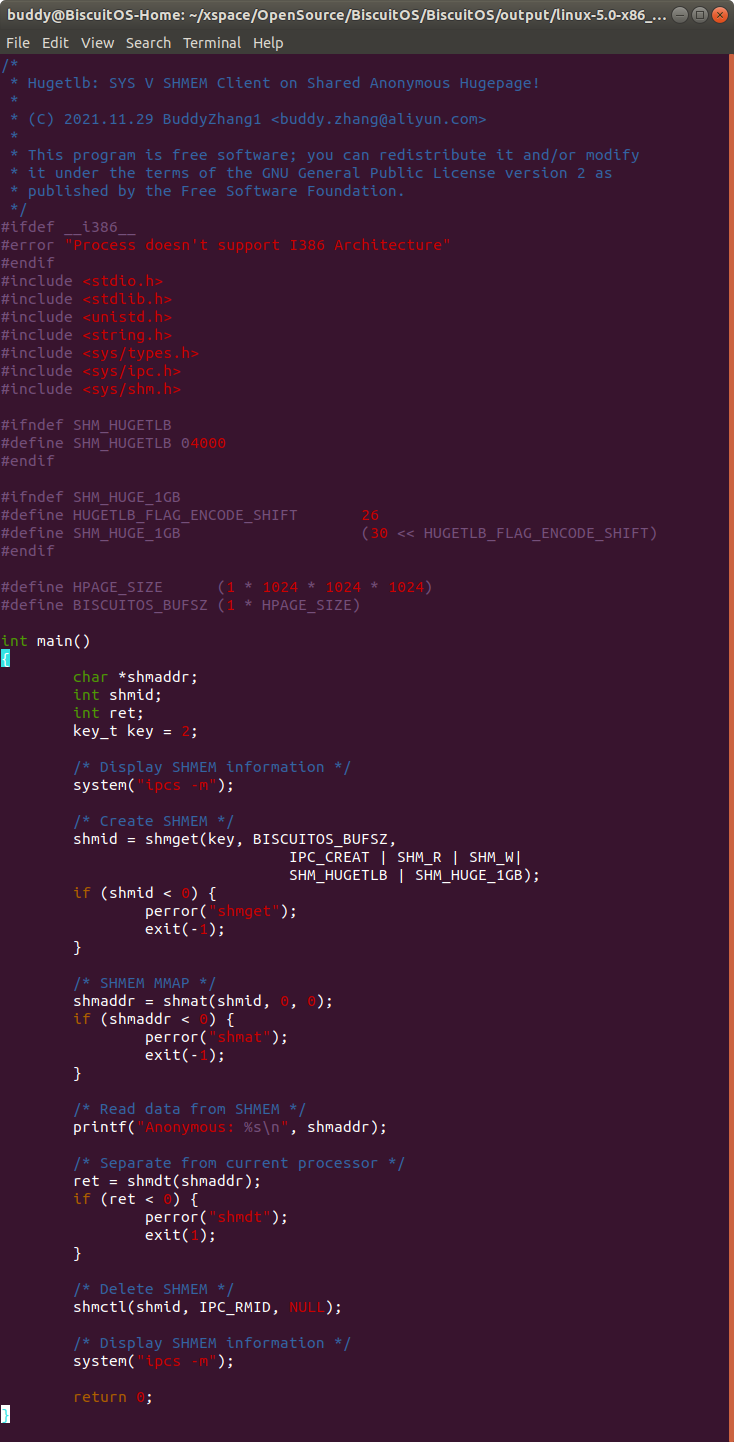 buddy@BiscuitOS-Home: ~/xspace/OpenSource/BiscuitOS/BiscuitOS/output/linux-5.0-x86_...
File Edit View Search Terminal Help
/*
 * Hugetlb: SYS V SHMEM Client on Shared Anonymous Hugepage!
 *
 * (C) 2021.11.29 BuddyZhang1 <buddy.zhang@aliyun.com>
 *
 * This program is free software; you can redistribute it and/or modify
 * it under the terms of the GNU General Public License version 2 as
 * published by the Free Software Foundation.
 */
#ifdef __i386__
#error "Process doesn't support I386 Architecture"
#endif
#include <stdio.h>
#include <stdlib.h>
#include <unistd.h>
#include <string.h>
#include <sys/types.h>
#include <sys/ipc.h>
#include <sys/shm.h>

#ifndef SHM_HUGETLB
#define SHM_HUGETLB 04000
#endif

#ifndef SHM_HUGE_1GB
#define HUGETLB_FLAG_ENCODE_SHIFT       26
#define SHM_HUGE_1GB                    (30 << HUGETLB_FLAG_ENCODE_SHIFT)
#endif

#define HPAGE_SIZE      (1 * 1024 * 1024 * 1024)
#define BISCUITOS_BUFSZ (1 * HPAGE_SIZE)

int main()
{
        char *shmaddr;
        int shmid;
        int ret;
        key_t key = 2;

        /* Display SHMEM information */
        system("ipcs -m");

        /* Create SHMEM */
        shmid = shmget(key, BISCUITOS_BUFSZ,
                                IPC_CREAT | SHM_R | SHM_W|
                                SHM_HUGETLB | SHM_HUGE_1GB);
        if (shmid < 0) {
                perror("shmget");
                exit(-1);
        }

        /* SHMEM MMAP */
        shmaddr = shmat(shmid, 0, 0);
        if (shmaddr < 0) {
                perror("shmat");
                exit(-1);
        }

        /* Read data from SHMEM */
        printf("Anonymous: %s\n", shmaddr);

        /* Separate from current processor */
        ret = shmdt(shmaddr);
        if (ret < 0) {
                perror("shmdt");
                exit(1);
        }

        /* Delete SHMEM */
        shmctl(shmid, IPC_RMID, NULL);

        /* Display SHMEM information */
        system("ipcs -m");

        return 0;
}